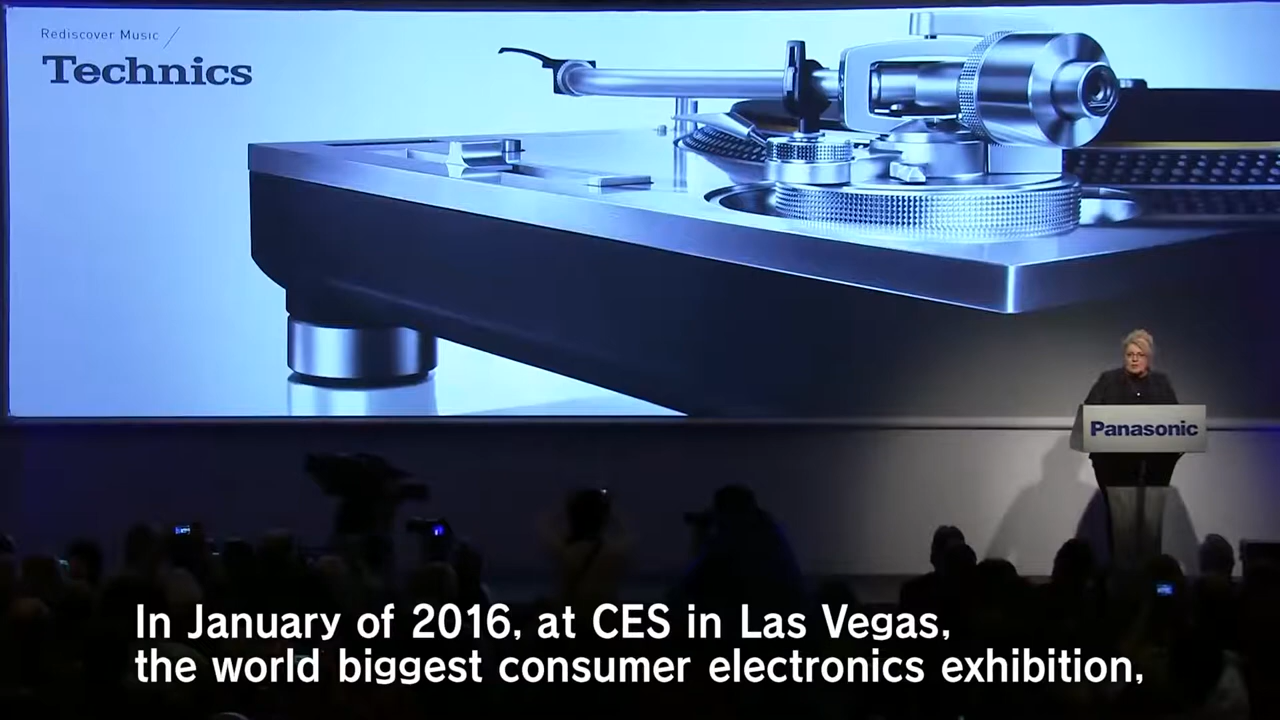 Rediscover Music /
Technics
Panasonic
In January of 2016, at CES in Las Vegas,
the world biggest consumer electronics exhibition,